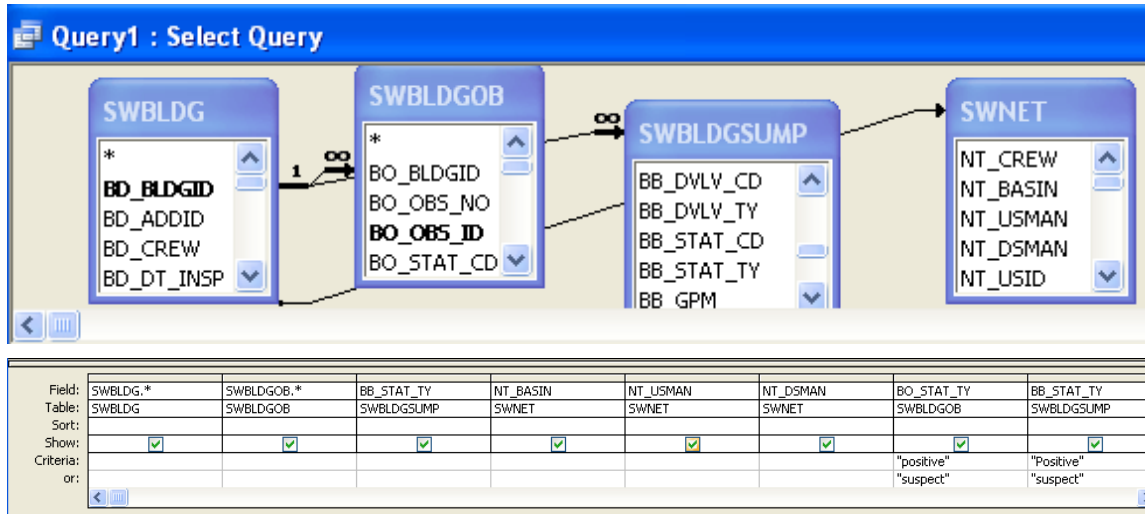 Query1 : Select Query
SWBLDG
*
BD_BLDGID
BD_ADDID
BD_CREW
BD_DT_INSP
1
∞
SWBLDGOB
*
BO_BLDGID
BO_OBS_NO
BO_OBS_ID
BO_STAT_CD
∞
SWBLDGSUMP
BB_DVLV_CD
BB_DVLV_TY
BB_STAT_CD
BB_STAT_TY
BB_GPM
SWNET
NT_CREW
NT_BASIN
NT_USMAN
NT_DSMAN
NT_USID
Field: SWBLDG.* SWBLDGOB.* BB_STAT_TY NT_BASIN NT_USMAN NT_DSMAN BO_STAT_TY BB_STAT_TY
Table: SWBLDG SWBLDGOB SWBLDGSUMP SWNET SWNET SWNET SWBLDGOB SWBLDGSUMP
Sort:
Show:
Criteria: "positive" "Positive"
or: "suspect" "suspect"